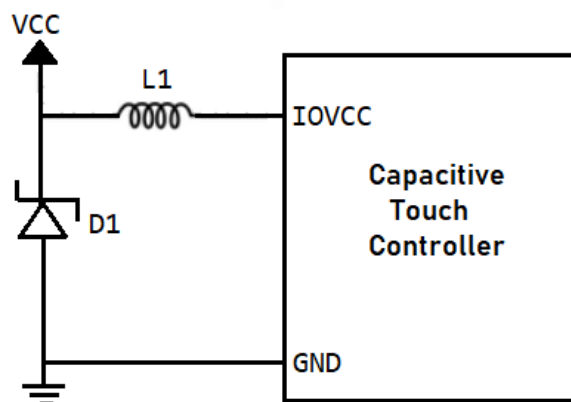 VCC
L1
IOVCC
Capacitive
Touch
Controller
D1
GND